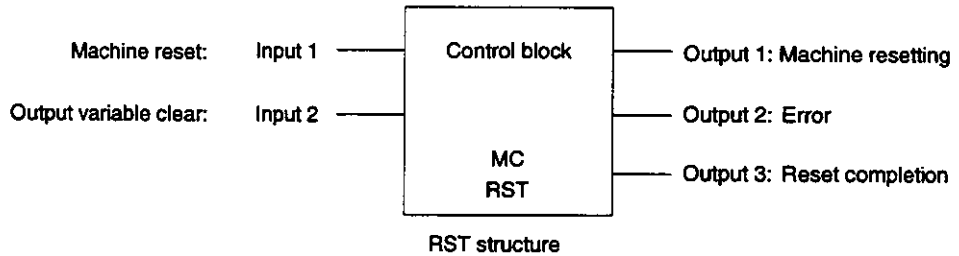 Machine reset: Input 1 Control block Output 1: Machine resetting
Output variable clear: Input 2 Output 2: Error
MC
RST Output 3: Reset completion
RST structure